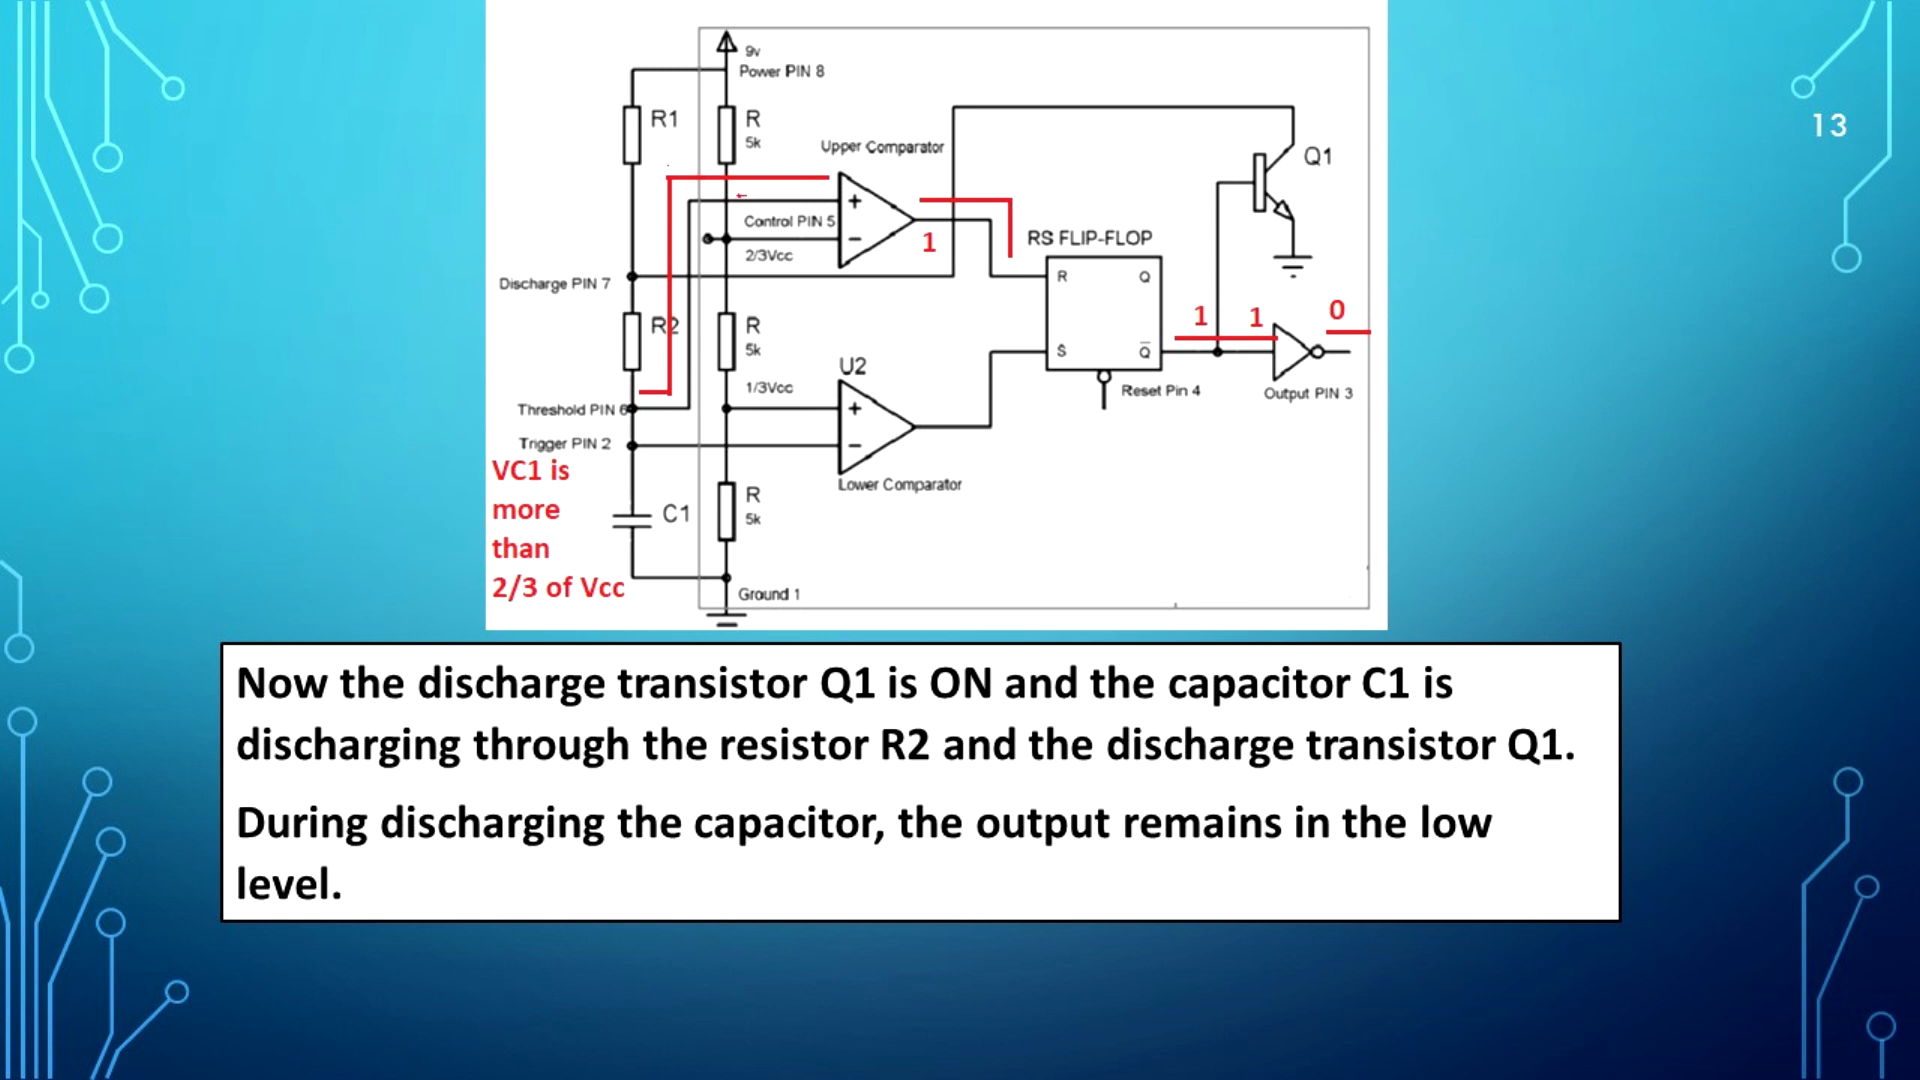 13
9v
Power PIN 8
R1
R
5k
Upper Comparator
Q1
+
Control PIN 5
-
1
2/3Vcc
RS FLIP-FLOP
Discharge PIN 7
R
Q
R2
R
5k
1
1
0
U2
S
Q̅
1/3Vcc
Reset Pin 4
Output PIN 3
Threshold PIN 6
+
Trigger PIN 2
-
Lower Comparator
VC1 is
more
than
2/3 of Vcc
C1
R
5k
Ground 1
Now the discharge transistor Q1 is ON and the capacitor C1 is
discharging through the resistor R2 and the discharge transistor Q1.
During discharging the capacitor, the output remains in the low
level.